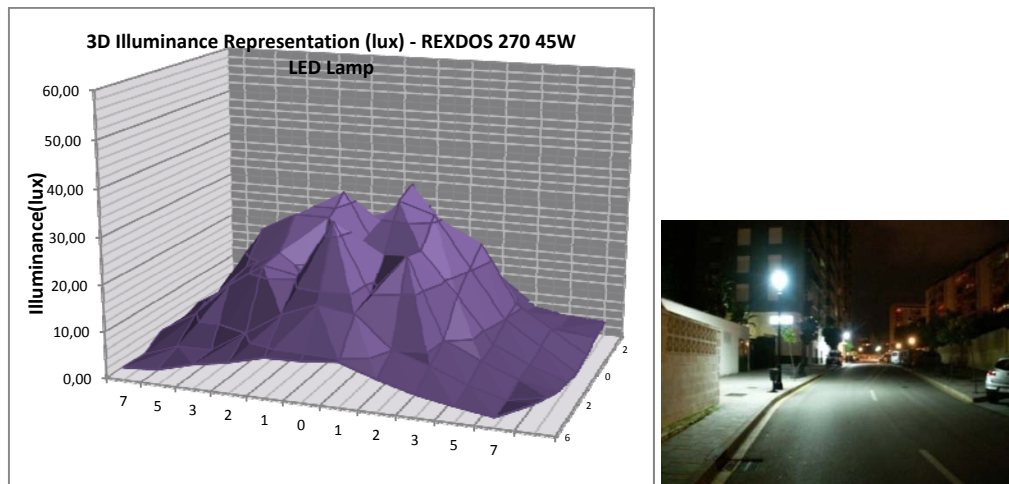 3D Illuminance Representation (lux) - REXDOS 270 45W
LED Lamp
60,00
50,00
40,00
30,00
20,00
10,00
0,00
Illuminance(lux)
7 5 3 2 1 0 1 2 3 5 7
2
0
2
6